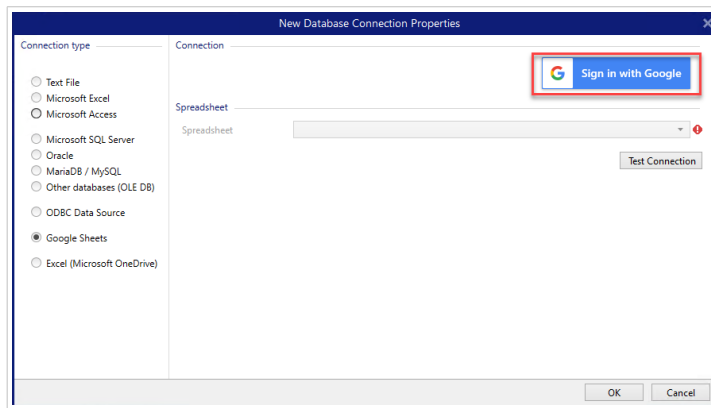 New Database Connection Properties
Connection type
Text File
Microsoft Excel
Microsoft Access
Microsoft SQL Server
Oracle
MariaDB / MySQL
Other databases (OLE DB)
ODBC Data Source
Google Sheets
Excel (Microsoft OneDrive)
Connection
G Sign in with Google
Spreadsheet
Spreadsheet
Test Connection
OK Cancel